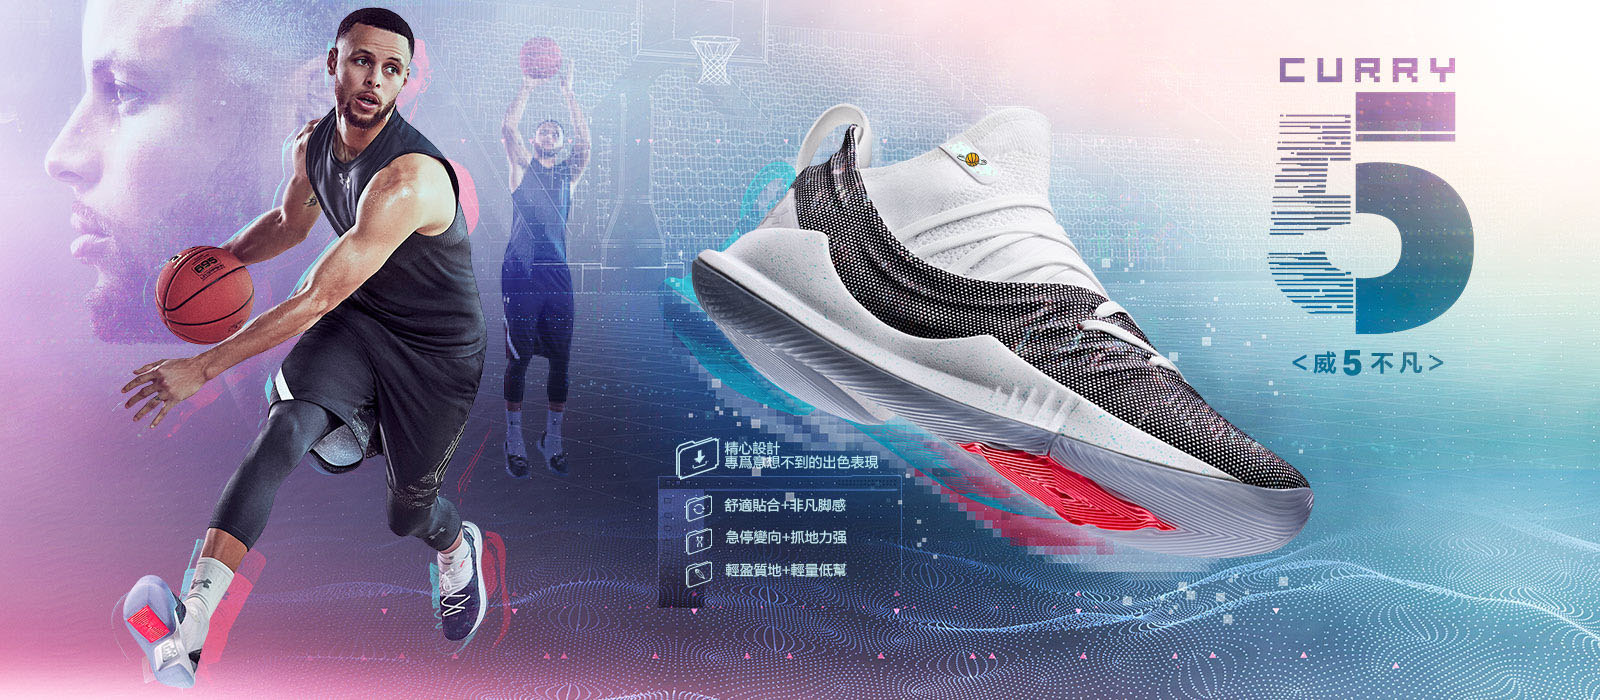 CURRY
5
<威5不凡>
精心設計
專爲意想不到的出色表現
舒適貼合+非凡脚感
急停變向+抓地力强
輕盈質地+輕量低幫